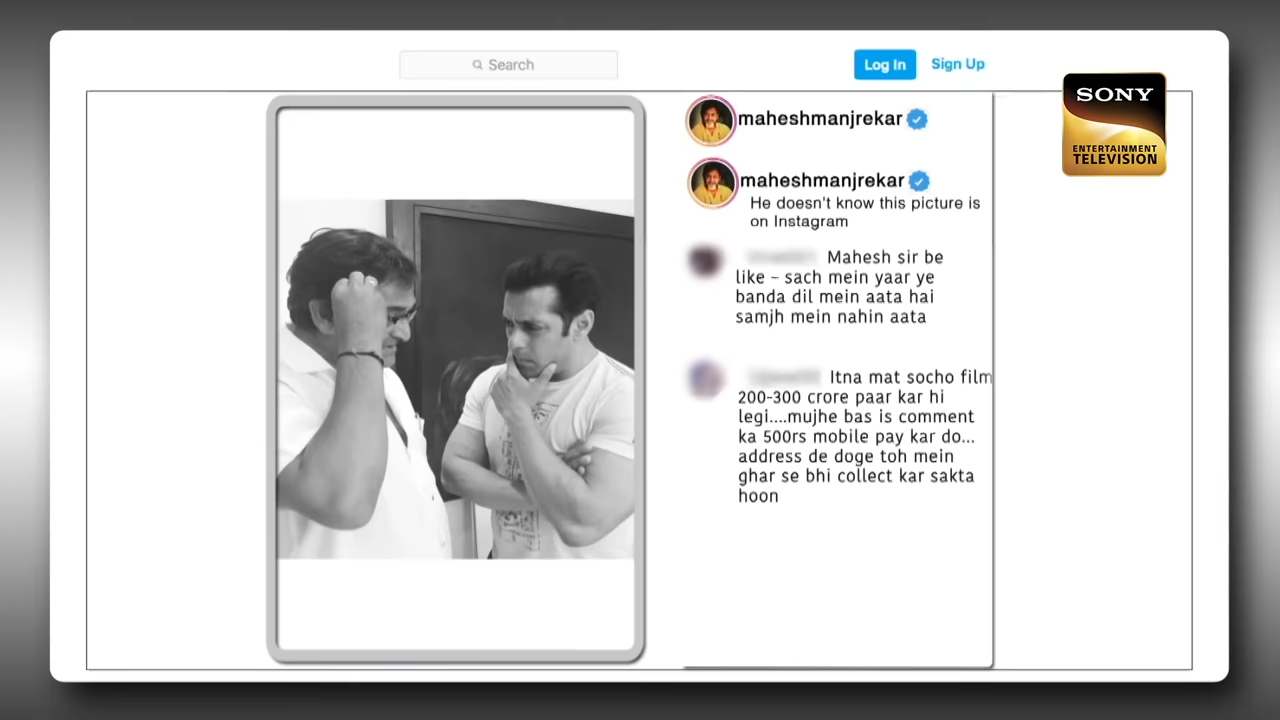 Search
Log In
Sign Up
SONY
ENTERTAINMENT
TELEVISION
maheshmanjrekar
maheshmanjrekar
He doesn't know this picture is
on Instagram
Mahesh sir be
like - sach mein yaar ye
banda dil mein aata hai
samjh mein nahin aata
Itna mat socho film
200-300 crore paar kar hi
legi....mujhe bas is comment
ka 500rs mobile pay kar do...
address de doge toh mein
ghar se bhi collect kar sakta
hoon